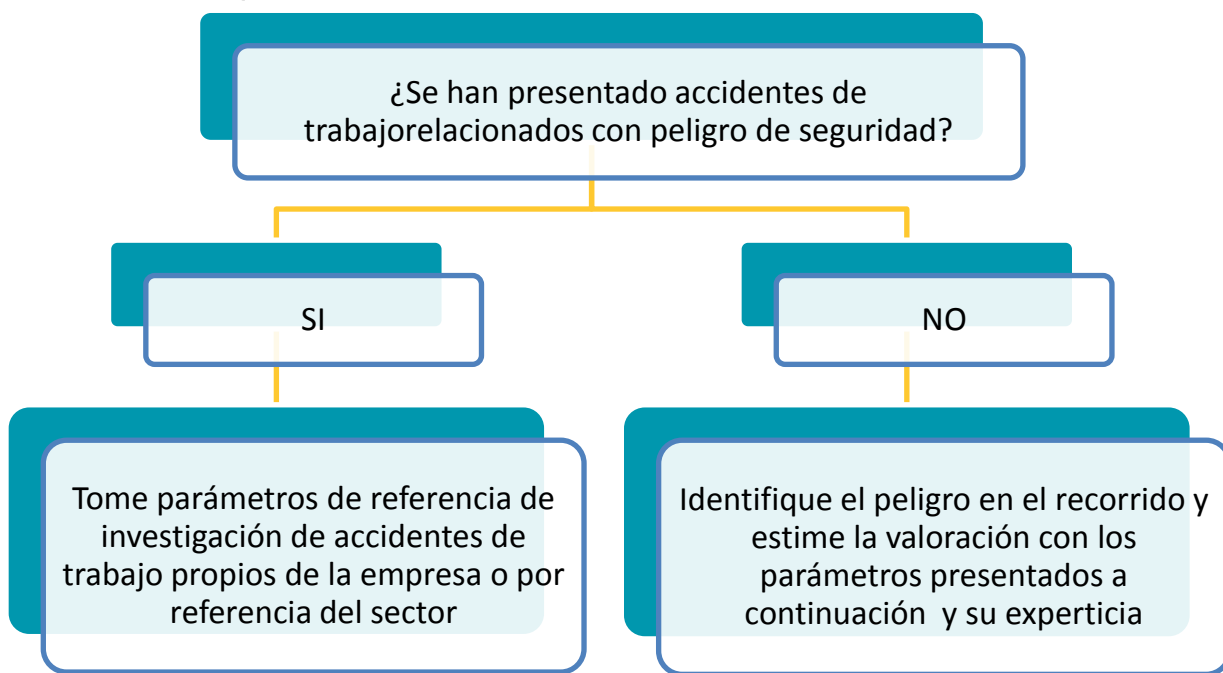 ¿Se han presentado accidentes de
trabajorelacionados con peligro de seguridad?
SI
NO
Tome parámetros de referencia de
investigación de accidentes de
trabajo propios de la empresa o por
referencia del sector
Identifique el peligro en el recorrido y
estime la valoración con los
parámetros presentados a
continuación y su experticia